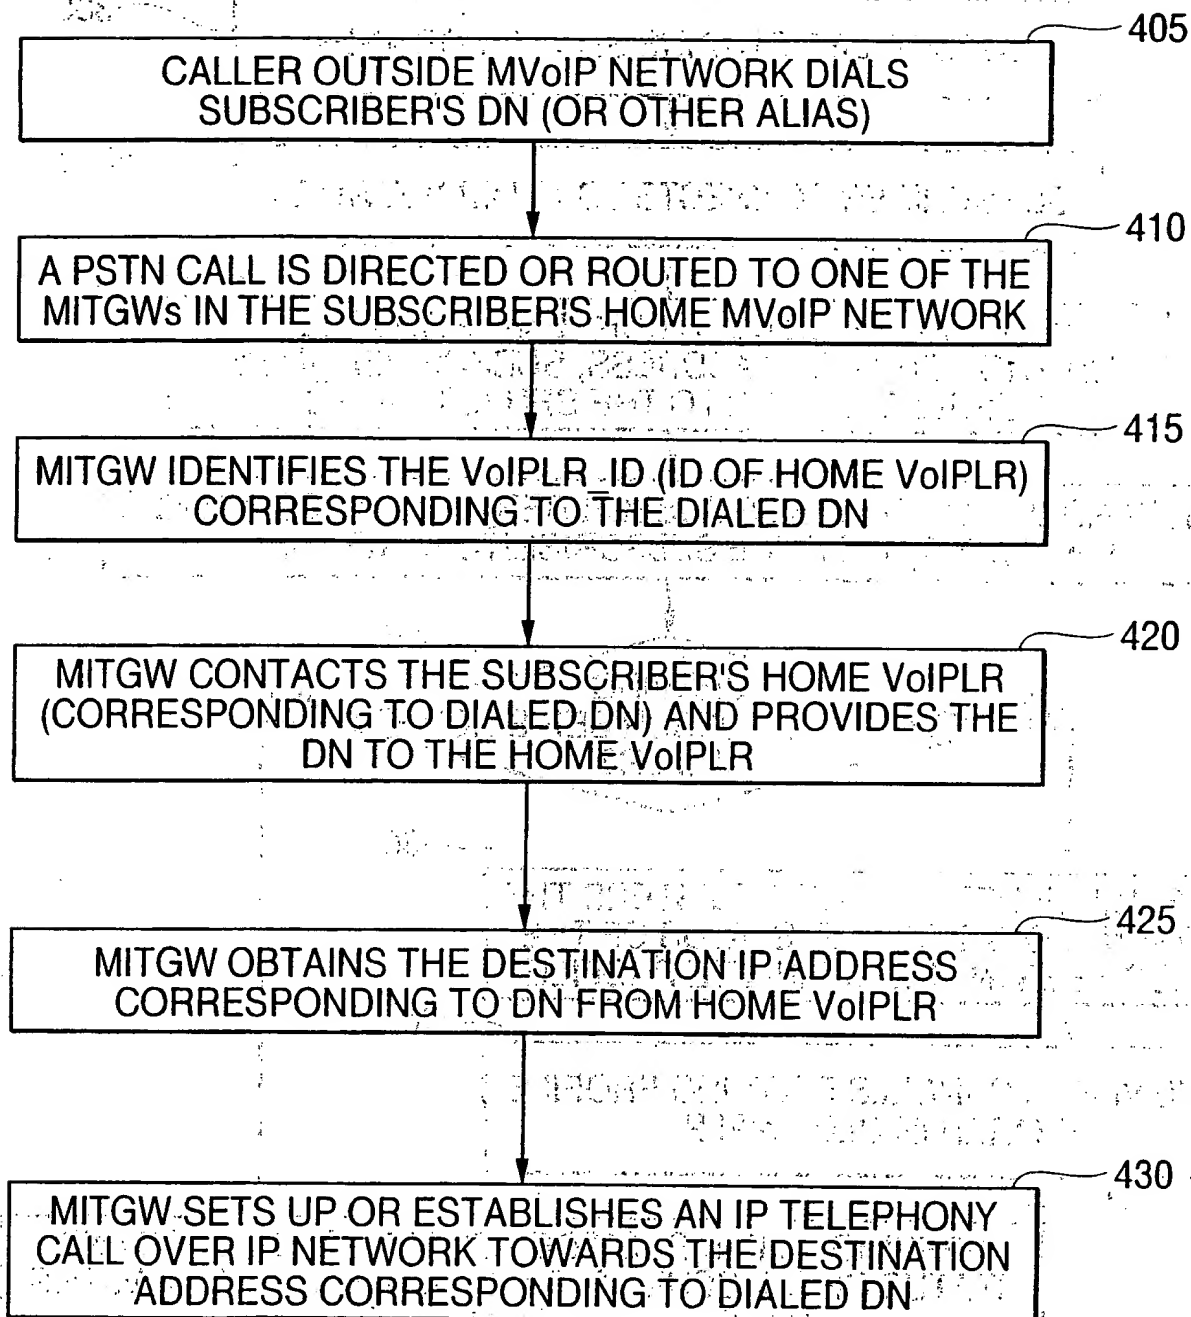 405
CALLER OUTSIDE MVoIP NETWORK DIALS
SUBSCRIBER'S DN (OR OTHER ALIAS)
410
A PSTN CALL IS DIRECTED OR ROUTED TO ONE OF THE
MITGWs IN THE SUBSCRIBER'S HOME MVoIP NETWORK
415
MITGW IDENTIFIES THE VoIPLR_ID (ID OF HOME VoIPLR)
CORRESPONDING TO THE DIALED DN
420
MITGW CONTACTS THE SUBSCRIBER'S HOME VoIPLR
(CORRESPONDING TO DIALED DN) AND PROVIDES THE
DN TO THE HOME VoIPLR
425
MITGW OBTAINS THE DESTINATION IP ADDRESS
CORRESPONDING TO DN FROM HOME VoIPLR
430
MITGW SETS UP OR ESTABLISHES AN IP TELEPHONY
CALL OVER IP NETWORK TOWARDS THE DESTINATION
ADDRESS CORRESPONDING TO DIALED DN